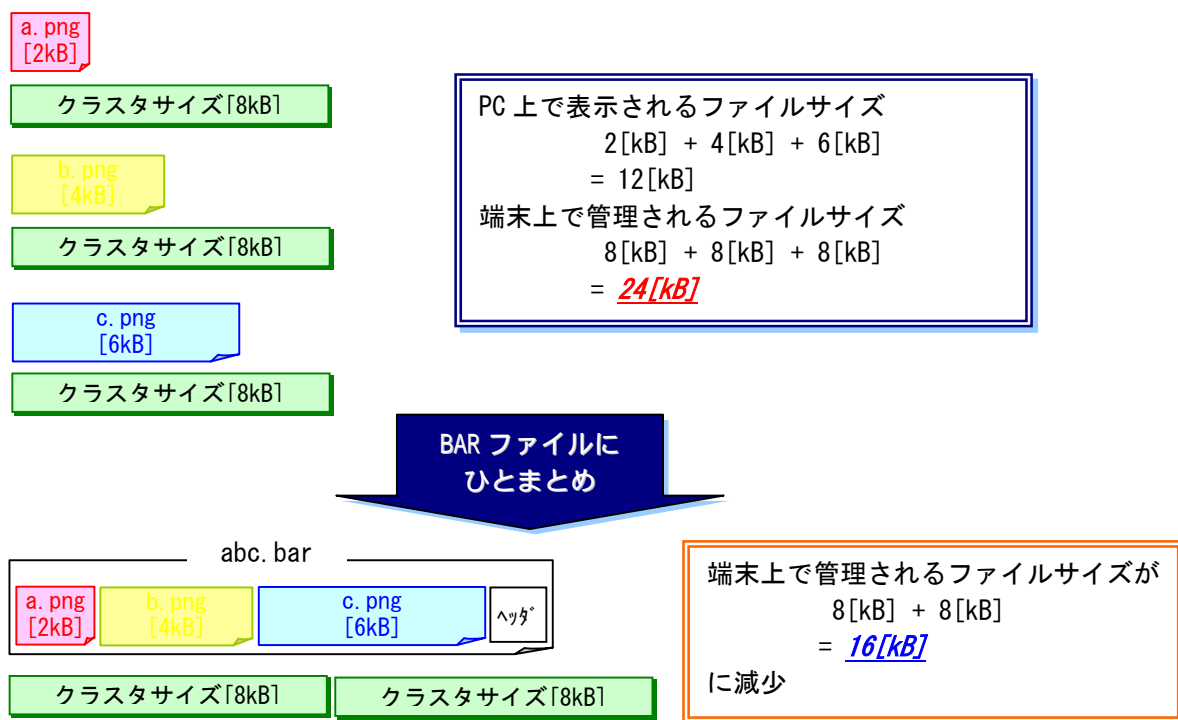 a.png
[2kB]
クラスタサイズ[8kB]
b.png
[4kB]
クラスタサイズ[8kB]
c.png
[6kB]
クラスタサイズ[8kB]
PC 上で表示されるファイルサイズ
2[kB] + 4[kB] + 6[kB]
= 12[kB]
端末上で管理されるファイルサイズ
8[kB] + 8[kB] + 8[kB]
= 24[kB]
BAR ファイルに
ひとまとめ
abc.bar
a.png
[2kB]
b.png
[4kB]
c.png
[6kB]
ヘッダ
クラスタサイズ[8kB]
クラスタサイズ[8kB]
端末上で管理されるファイルサイズが
8[kB] + 8[kB]
= 16[kB]
に減少